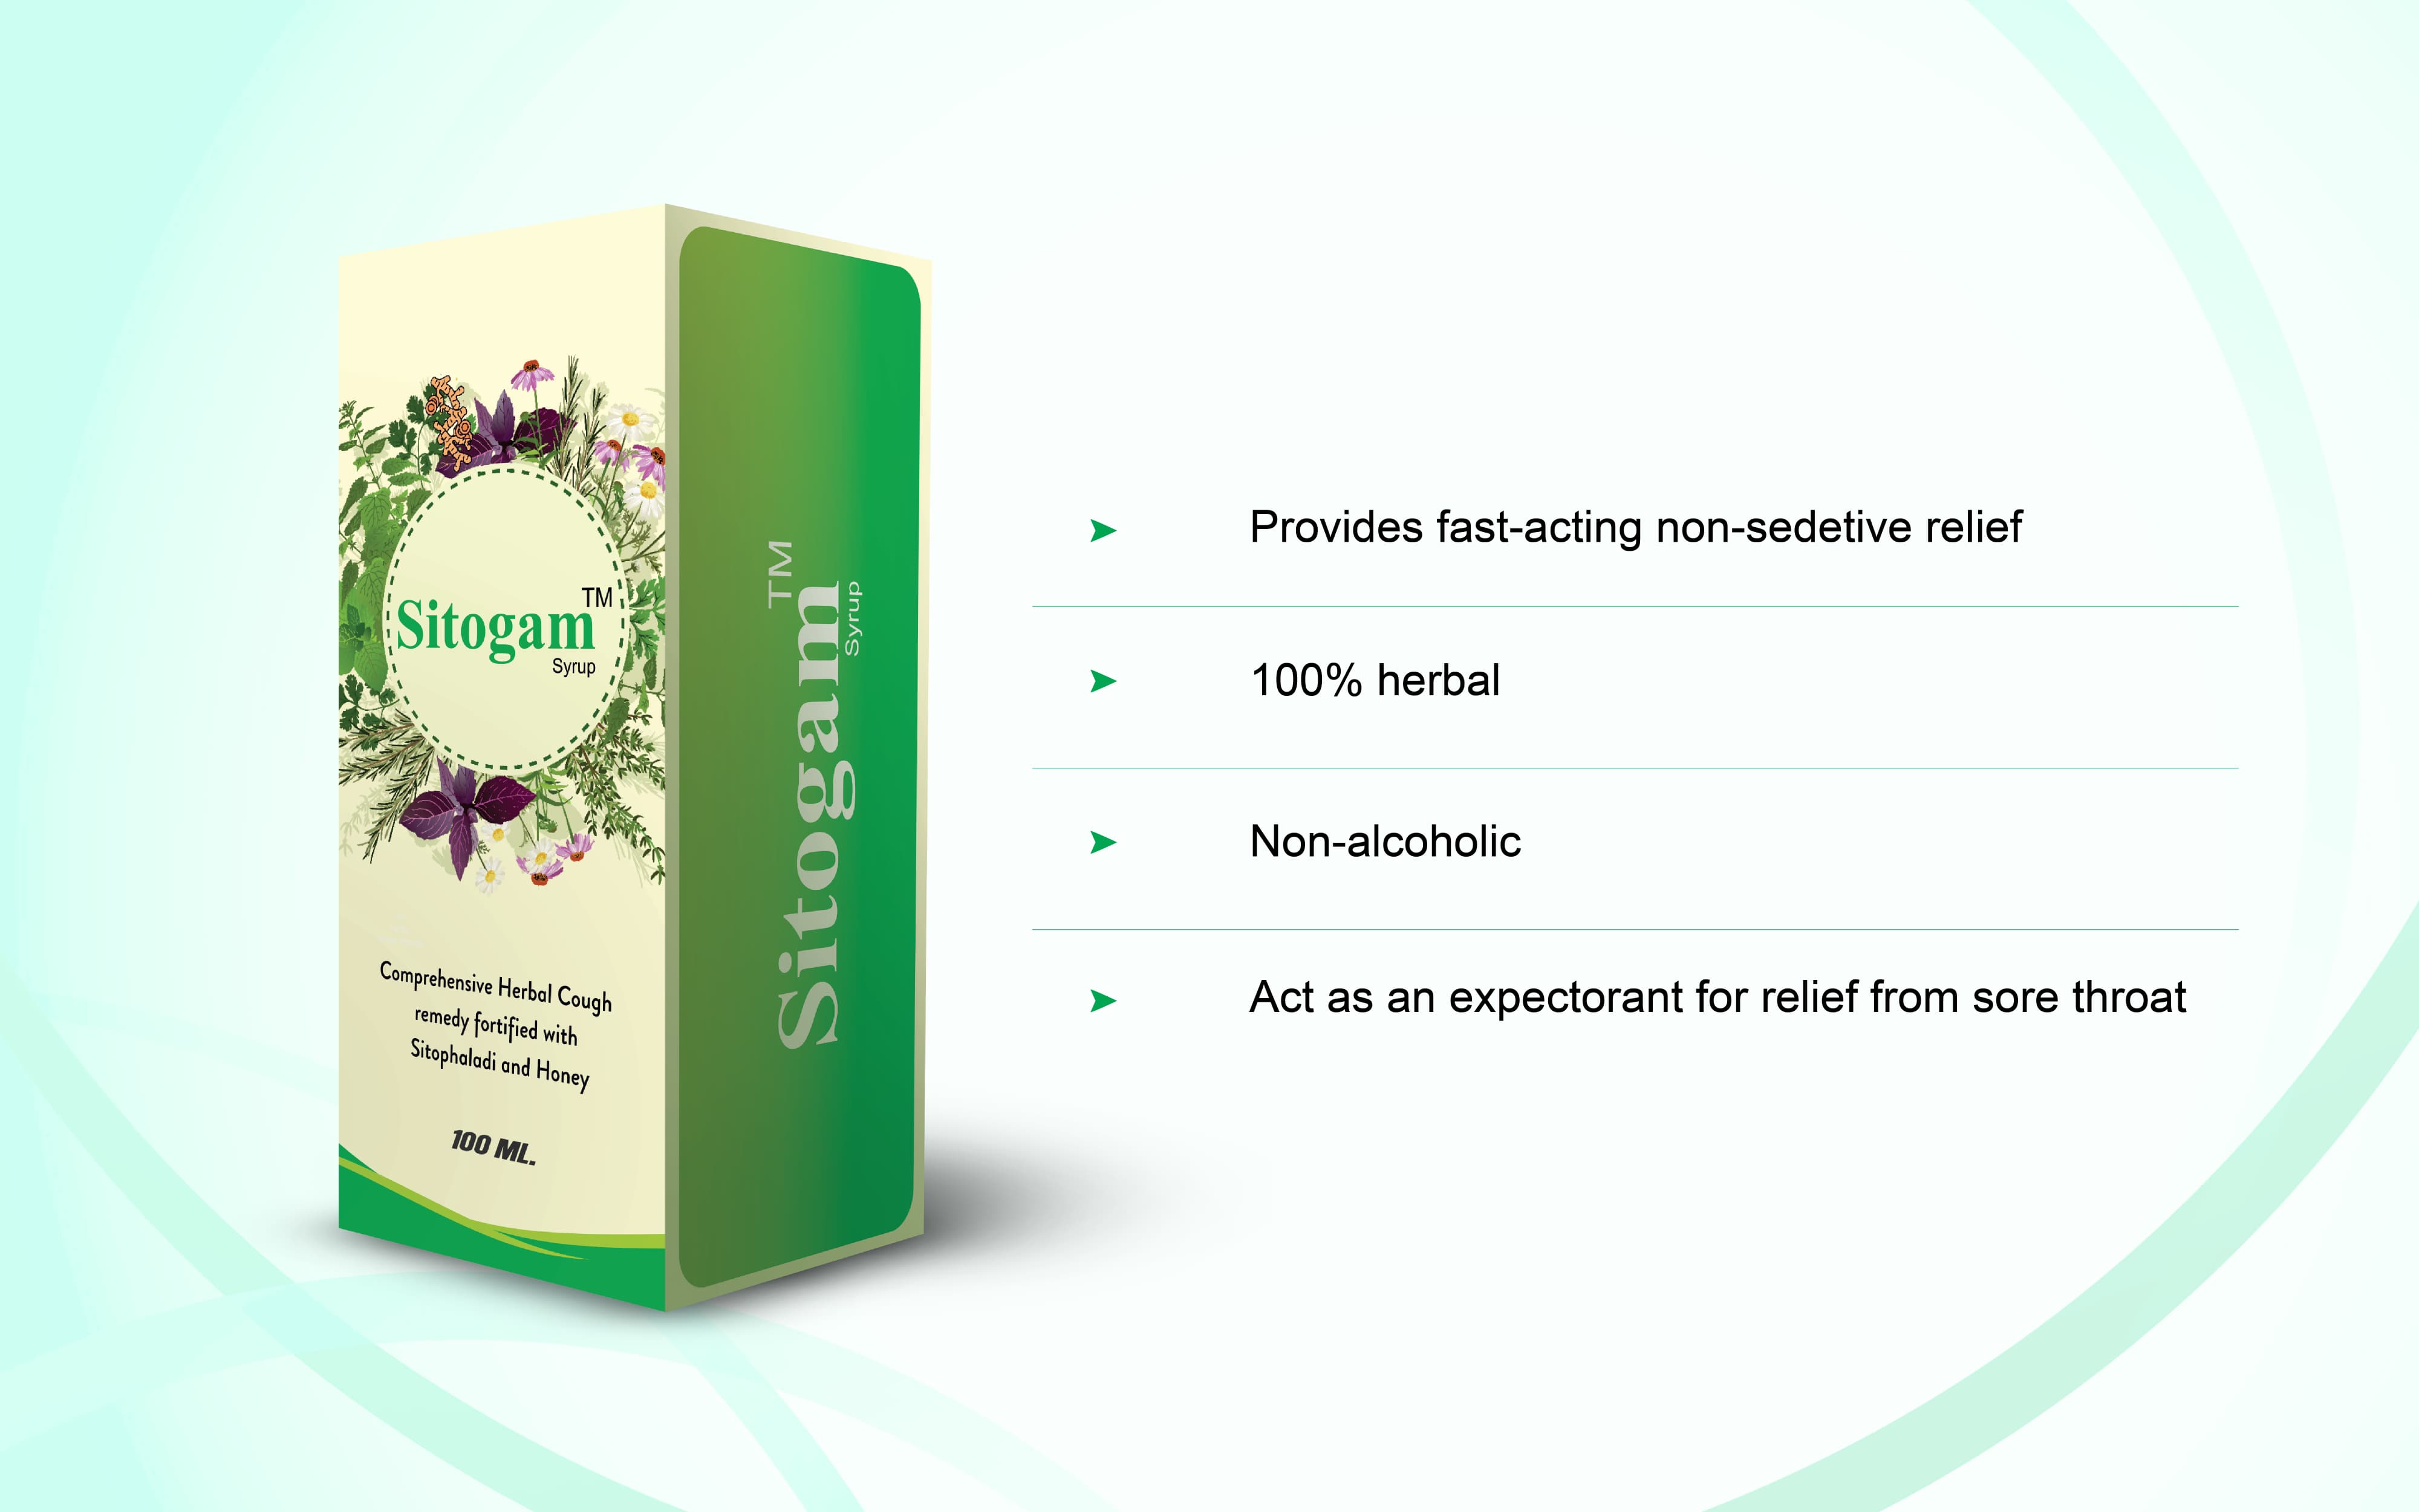 Sitogam TM
Syrup
Comprehensive Herbal Cough
remedy fortified with
Sitophaladi and Honey
100 ML.
Sitogam TM
Syrup
Provides fast-acting non-sedetive relief
100% herbal
Non-alcoholic
Act as an expectorant for relief from sore throat